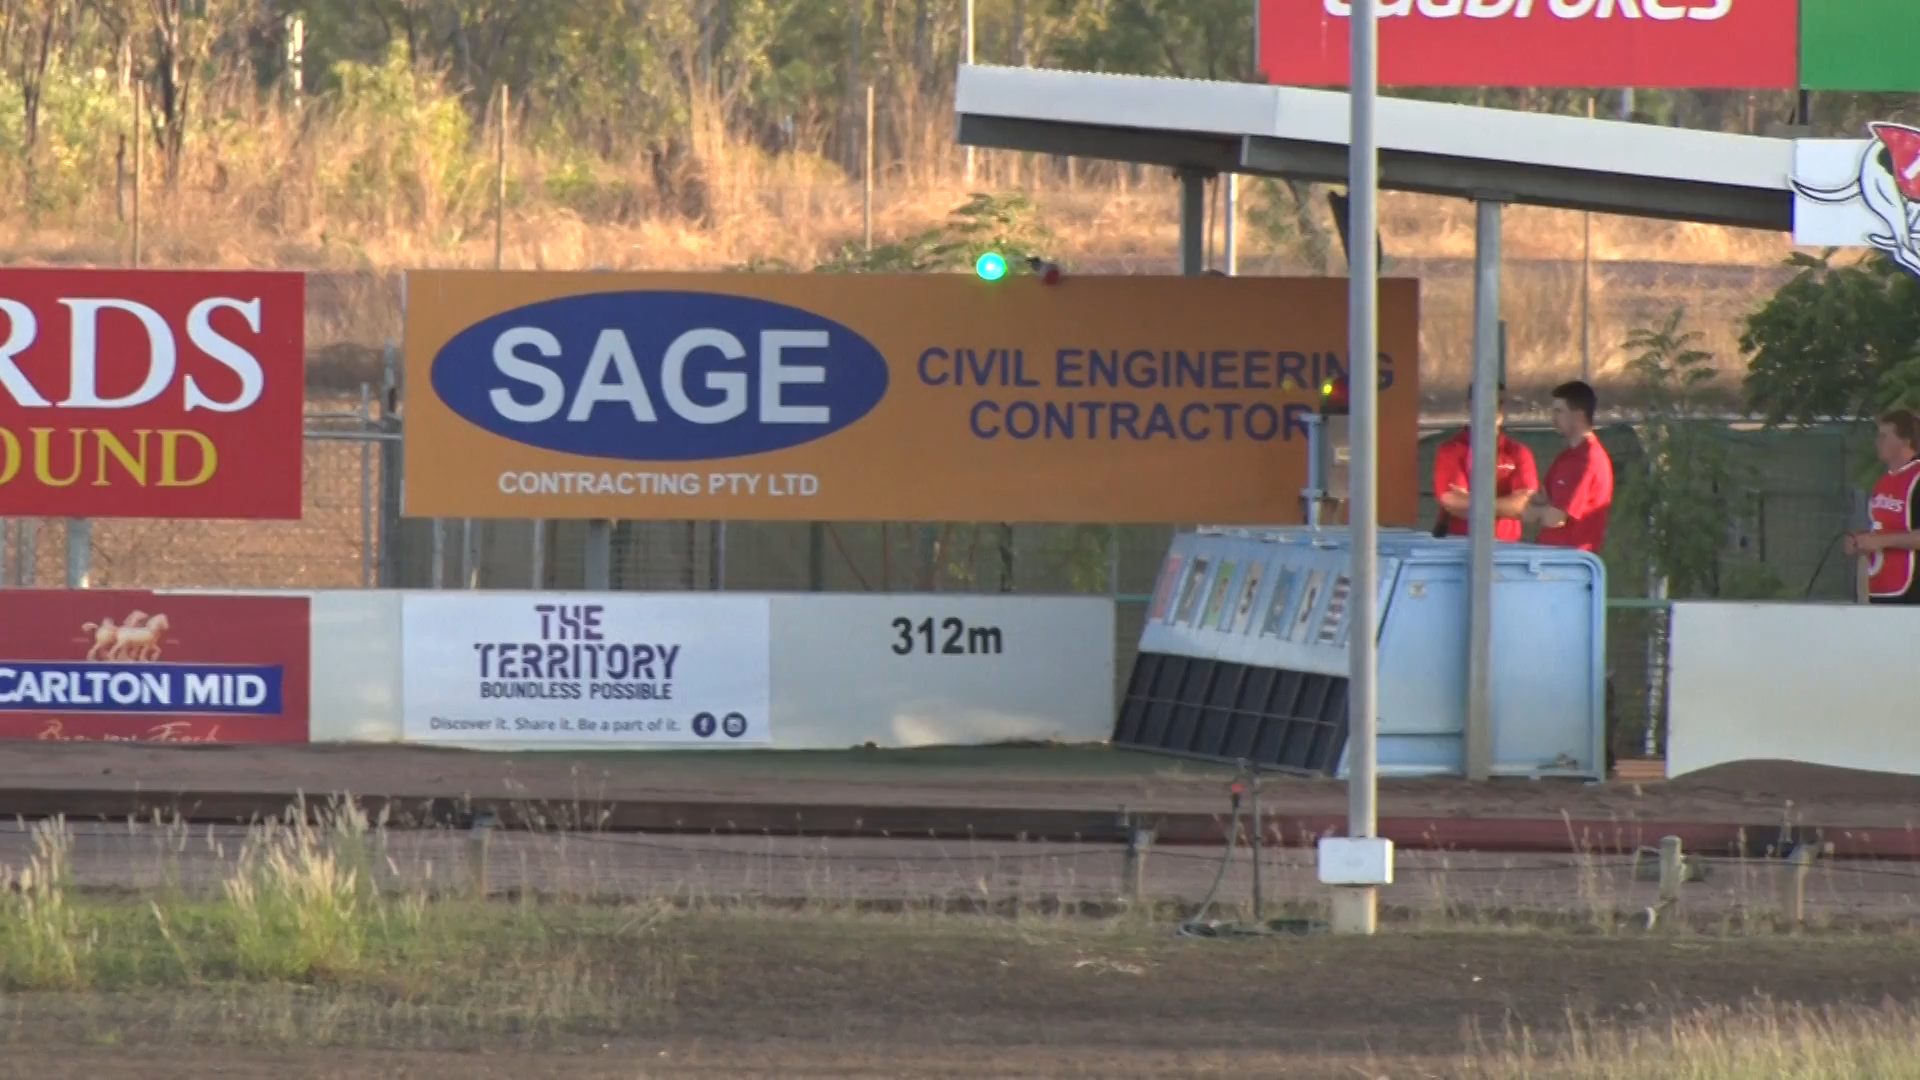 RDS
OUND
SAGE
CONTRACTING PTY LTD
CIVIL ENGINEERING
CONTRACTOR
CARLTON MID
THE
TERRITORY
BOUNDLESS POSSIBLE
Discover it. Share it. Be a part of it.
312m